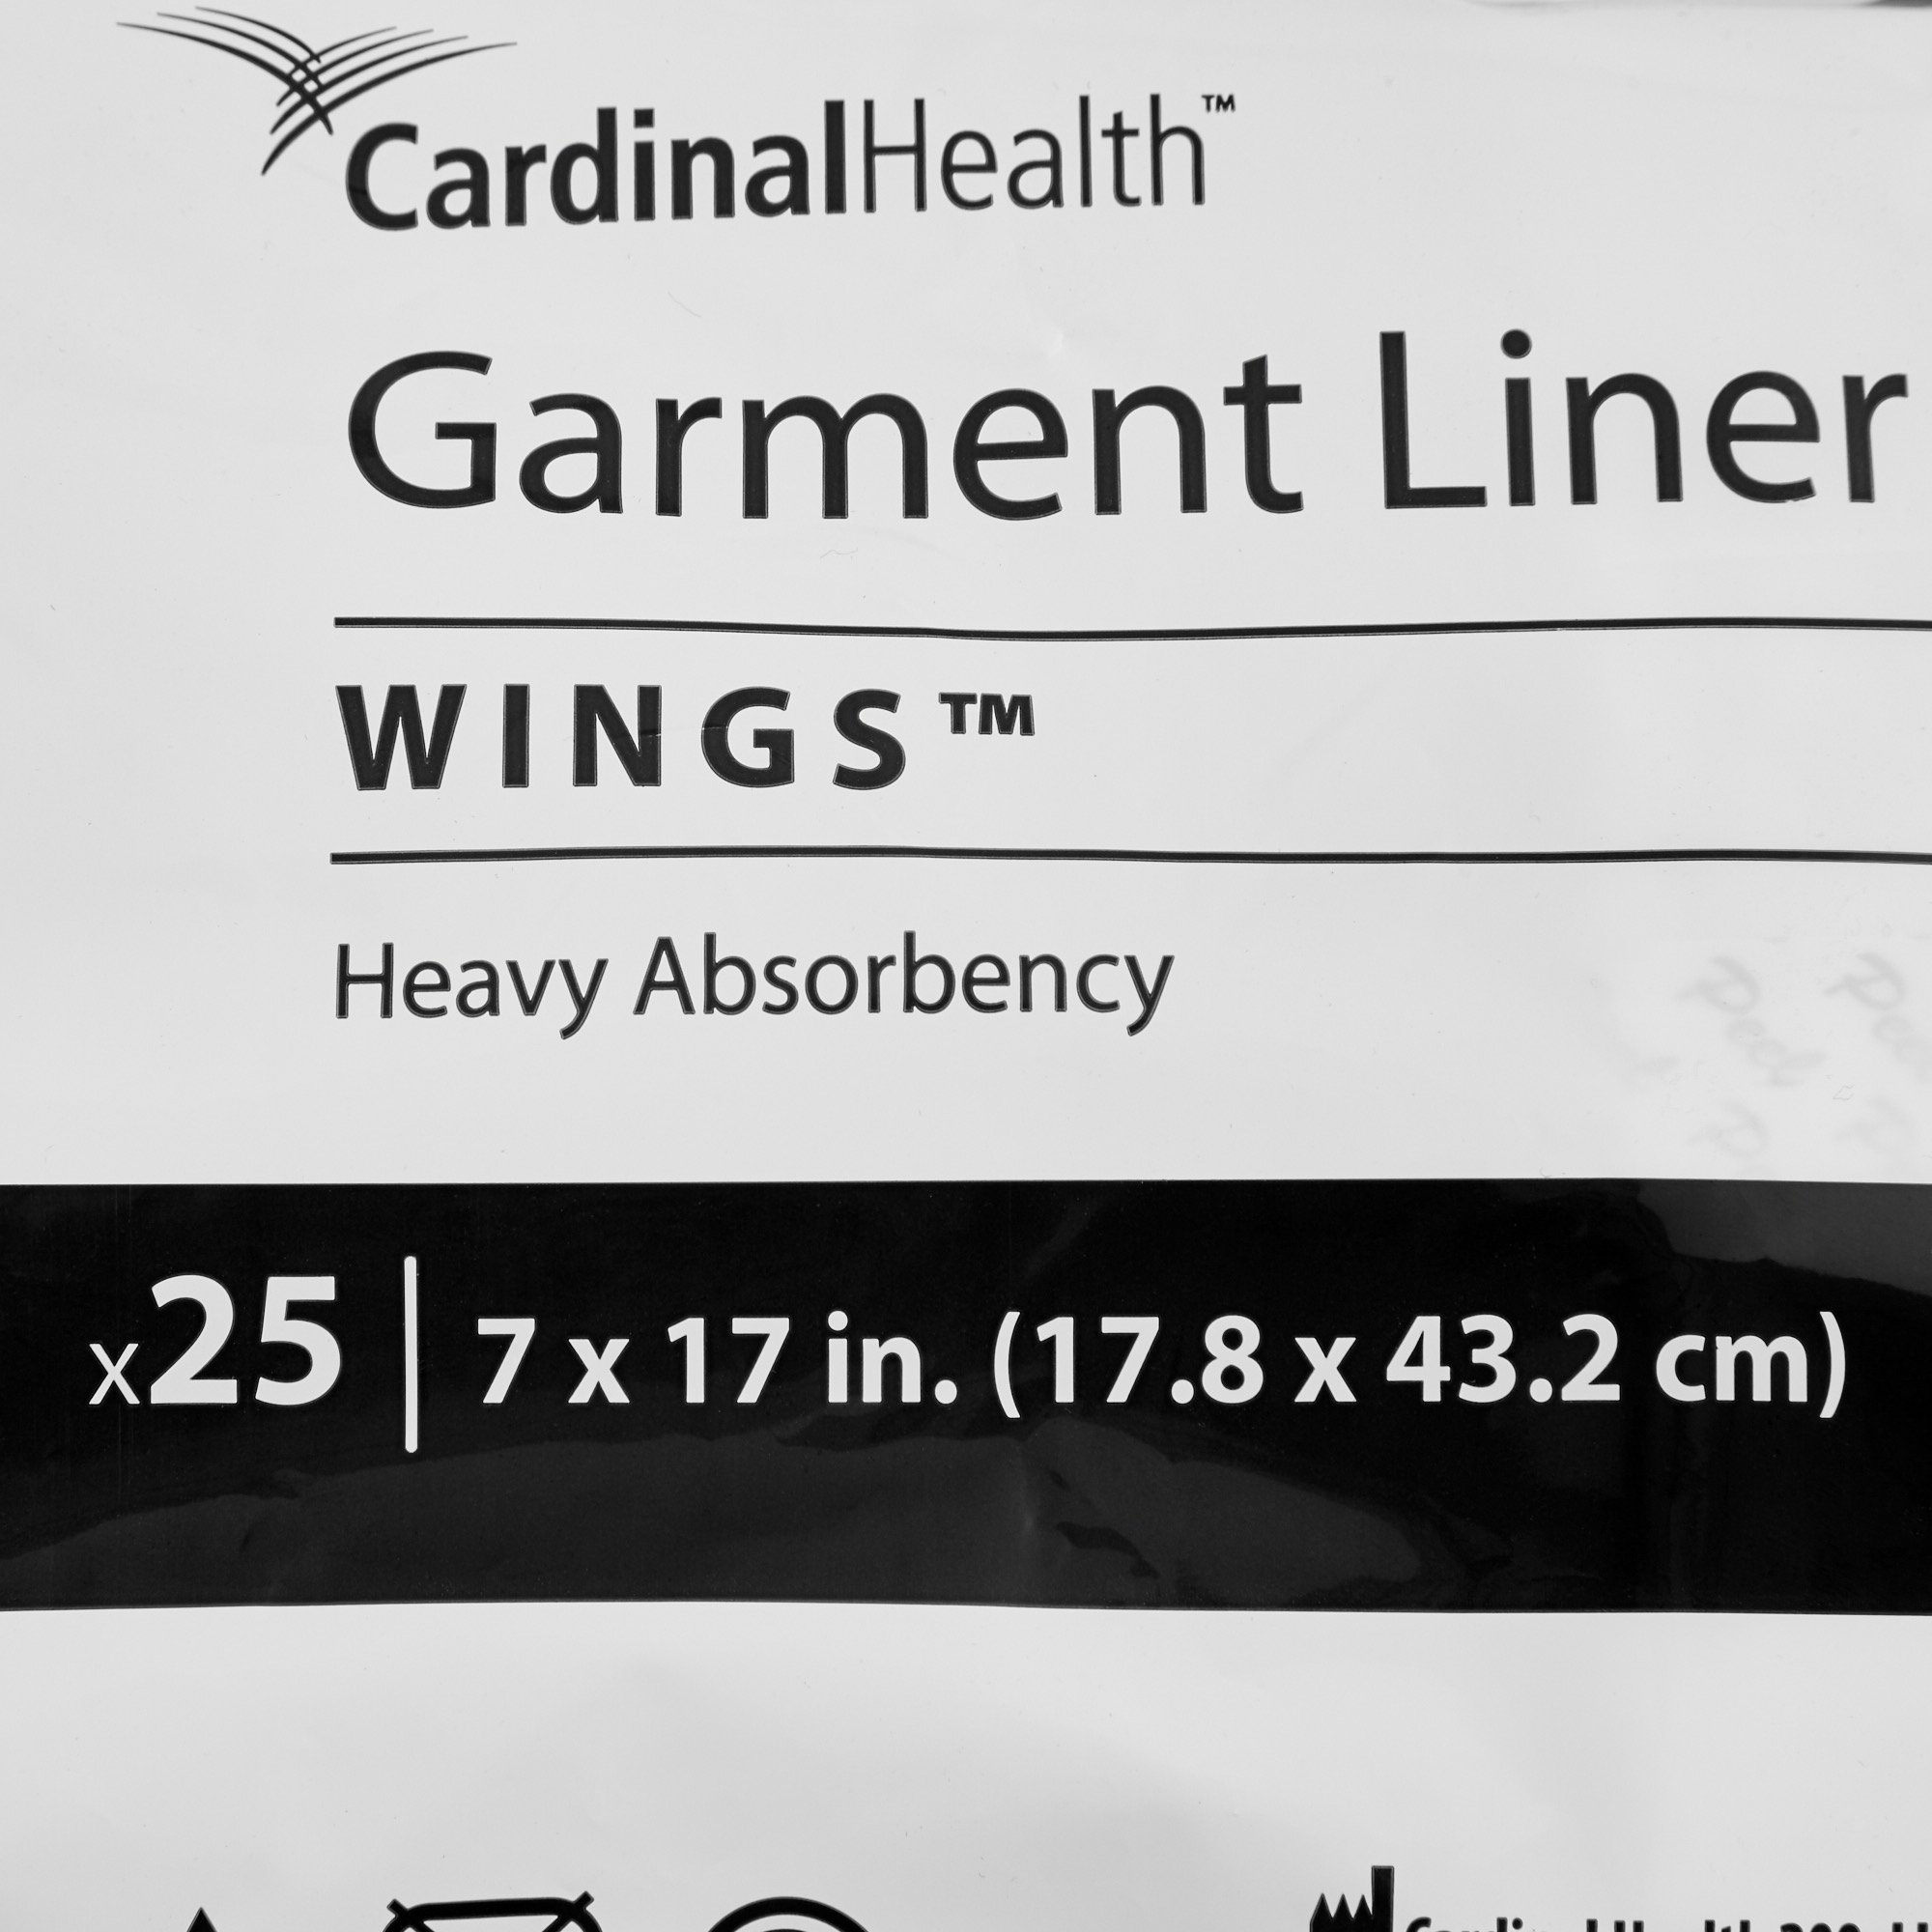 CardinalHealth™
Garment Liner
WINGS™
Heavy Absorbency
x25 | 7 x 17 in. (17.8 x 43.2 cm)